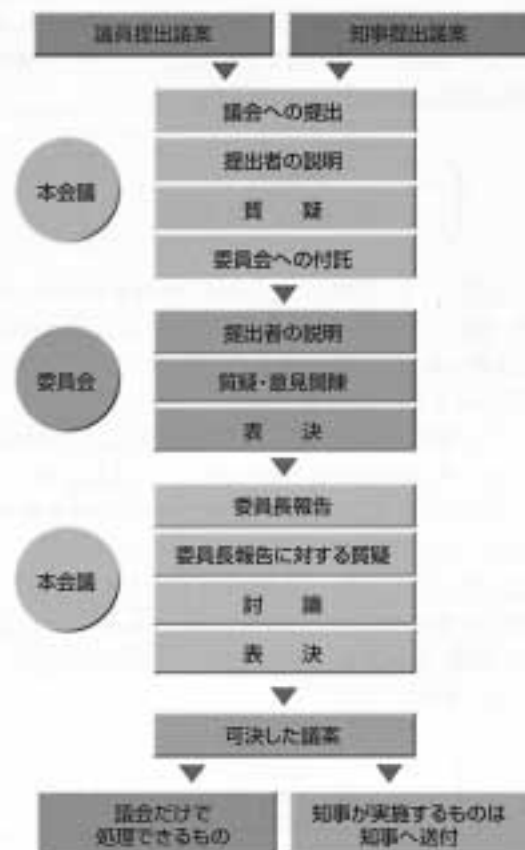 議員提出議案
知事提出議案
議会への提出
提出者の説明
質　疑
委員会への付託
本会議
提出者の説明
質疑・意見開陳
表　決
委員会
委員長報告
委員長報告に対する質疑
討　論
表　決
本会議
可決した議案
議会だけで
処理できるもの
知事が実施するものは
知事へ送付